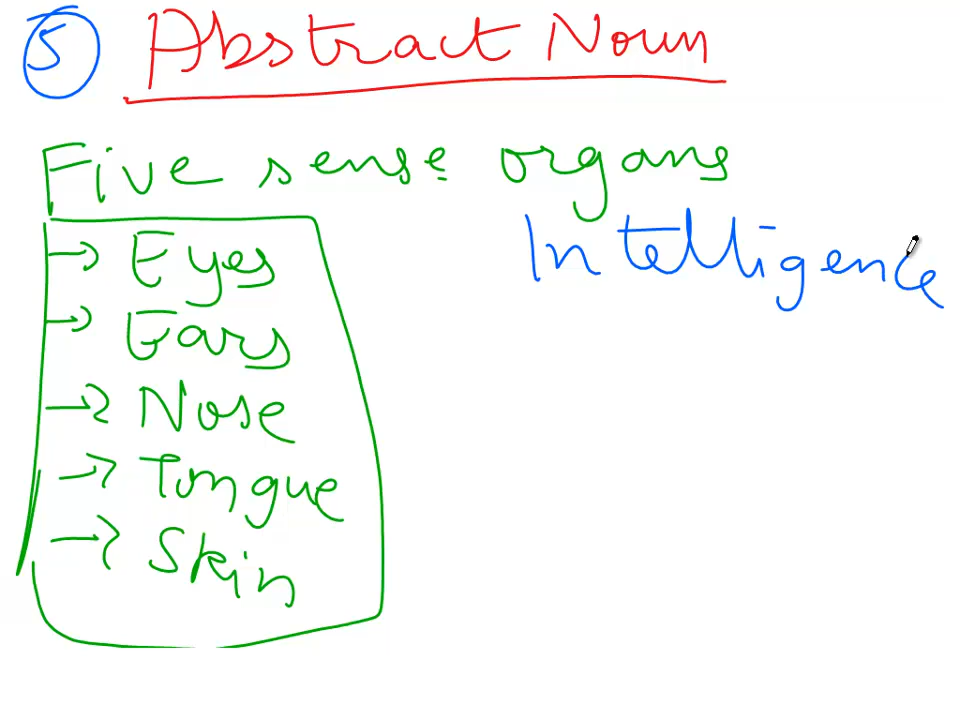 5 Abstract Noun
Five sense organs
Intelligence
→ Eyes
→ Ears
→ Nose
→ Tongue
→ Skin